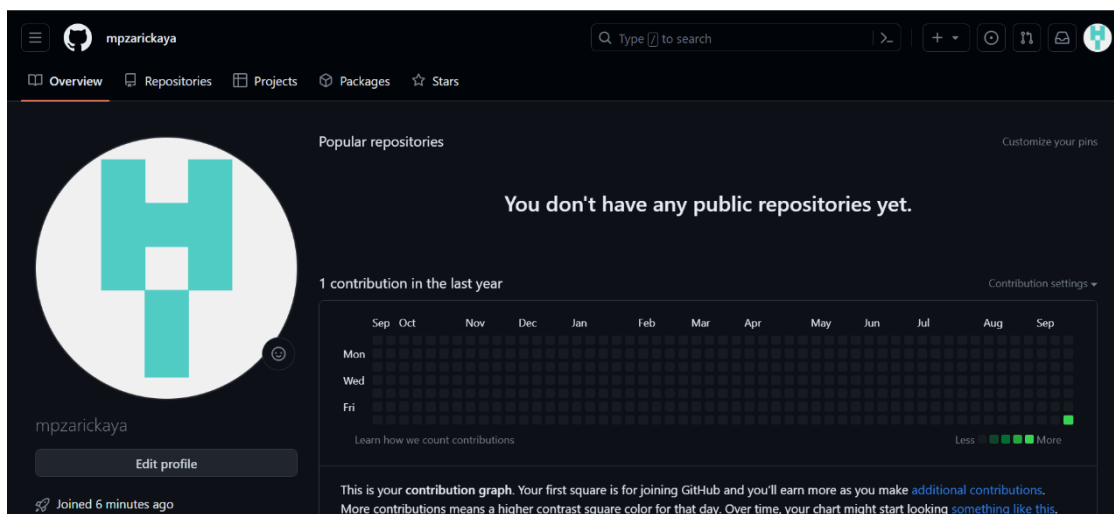 mpzarickaya
Type / to search
Overview Repositories Projects Packages Stars
Popular repositories
Customize your pins
You don't have any public repositories yet.
1 contribution in the last year
Contribution settings
Sep Oct Nov Dec Jan Feb Mar Apr May Jun Jul Aug Sep
Mon
Wed
Fri
Learn how we count contributions
Less More
mpzarickaya
Edit profile
Joined 6 minutes ago
This is your contribution graph. Your first square is for joining GitHub and you'll earn more as you make additional contributions.
More contributions means a higher contrast square color for that day. Over time, your chart might start looking something like this.